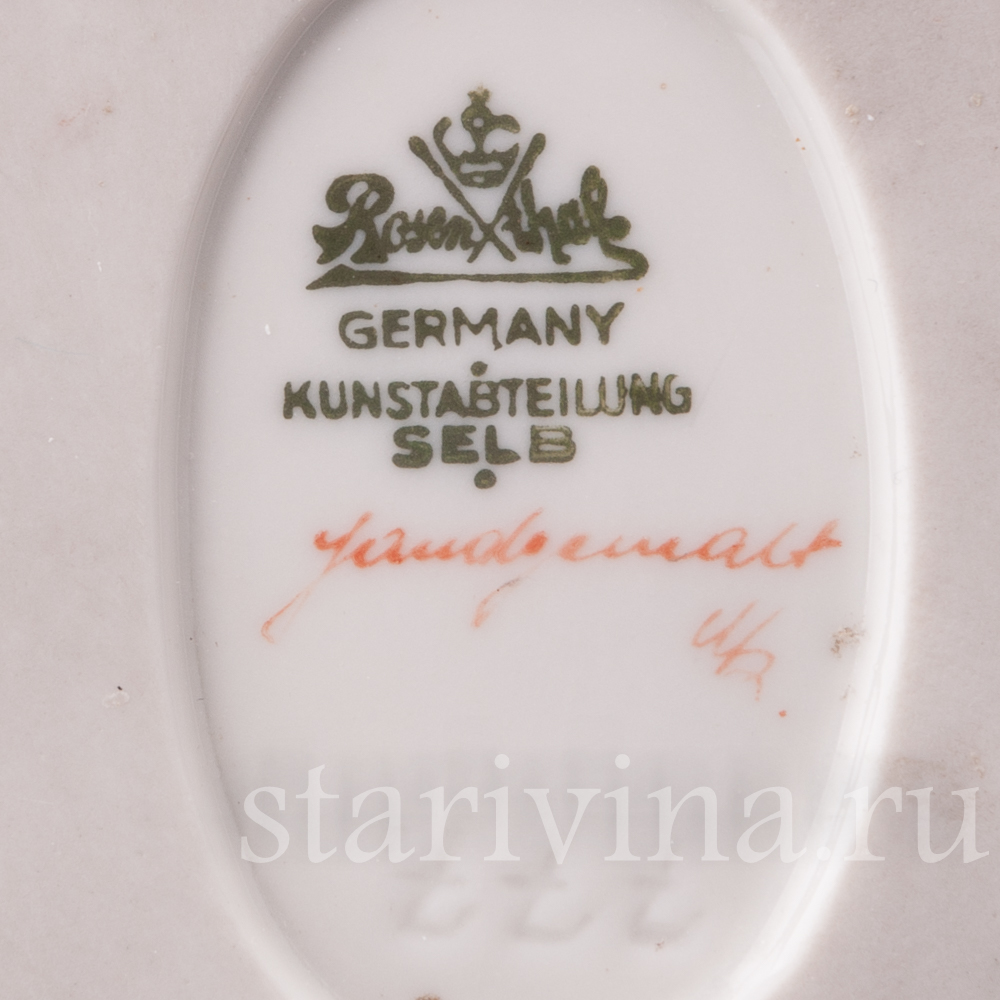 Rosenthal
GERMANY
KUNSTABTEILUNG
SELB
handgemalt
starivina.ru